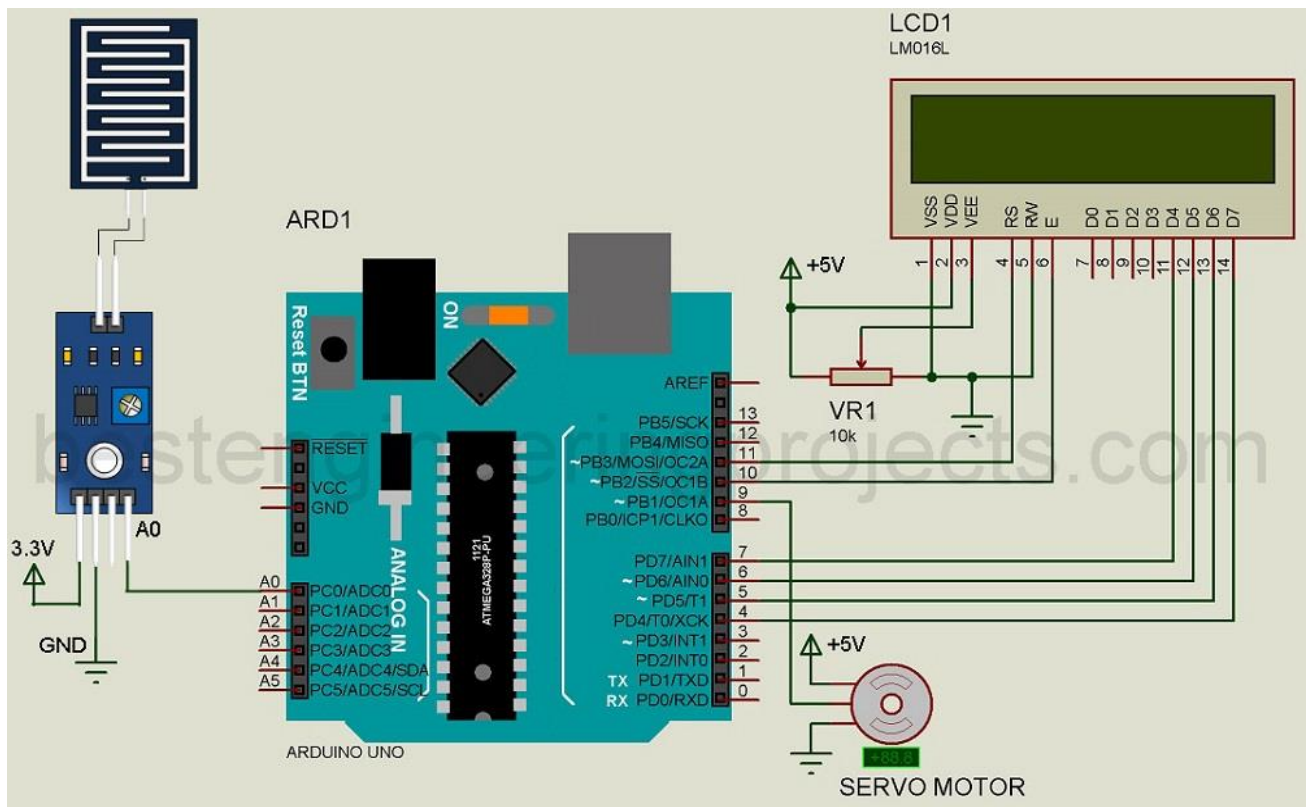 LCD1
LM016L
VSS
VDD
VEE
RS
RW
E
D0
D1
D2
D3
D4
D5
D6
D7
1
2
3
4
5
6
7
8
9
10
11
12
13
14
+5V
VR1
10k
ARD1
Reset BTN
ON
RESET
VCC
GND
ANALOG IN
1121
ATMEGA328P-PU
AREF
PB5/SCK 13
PB4/MISO 12
~PB3/MOSI/OC2A 11
~PB2/SS/OC1B 10
~PB1/OC1A 9
PB0/ICP1/CLKO 8
PD7/AIN1 7
~PD6/AIN0 6
~PD5/T1 5
PD4/T0/XCK 4
~PD3/INT1 3
PD2/INT0 2
TX PD1/TXD 1
RX PD0/RXD 0
A0 PC0/ADC0
A1 PC1/ADC1
A2 PC2/ADC2
A3 PC3/ADC3
A4 PC4/ADC4/SDA
A5 PC5/ADC5/SCL
ARDUINO UNO
A0
3.3V
GND
+5V
+88.8
SERVO MOTOR
bestengineeringprojects.com